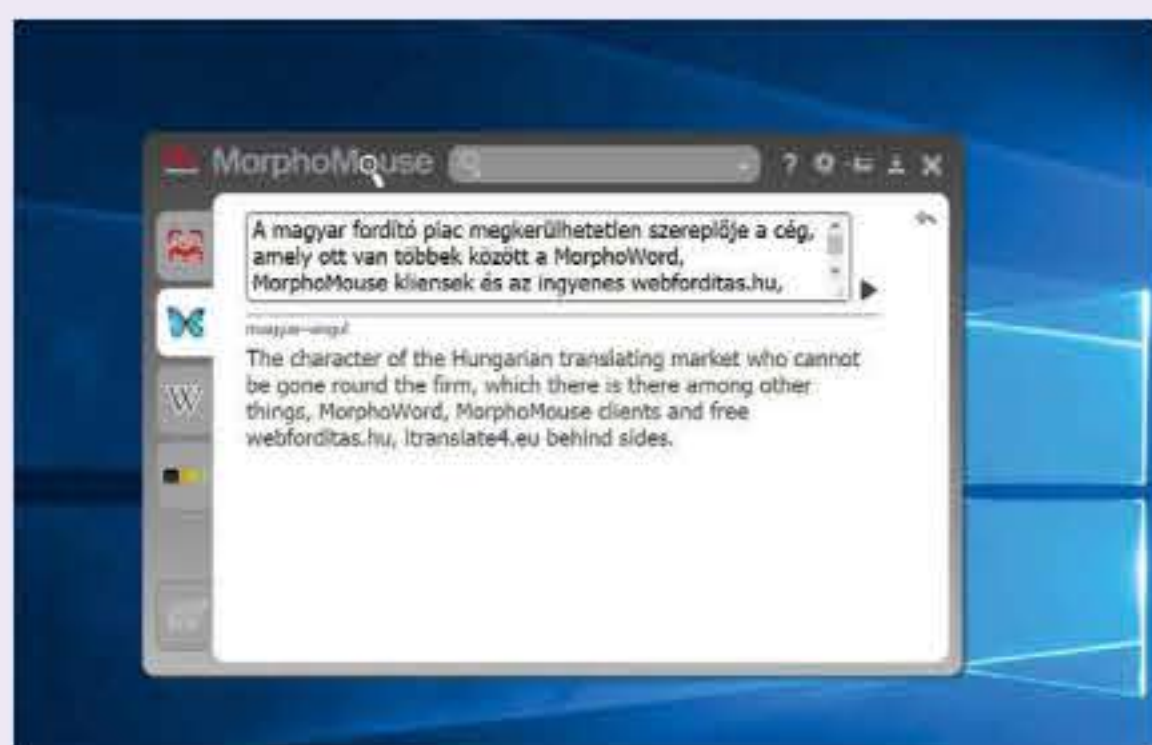 MorphoMouse
?
A magyar fordító piac megkerülhetetlen szereplője a cég,
amely ott van többek között a MorphoWord,
MorphoMouse kliensek és az ingyenes webforditas.hu,
magyar–angol
The character of the Hungarian translating market who cannot
be gone round the firm, which there is there among other
things, MorphoWord, MorphoMouse clients and free
webforditas.hu, itranslate4.eu behind sides.
W